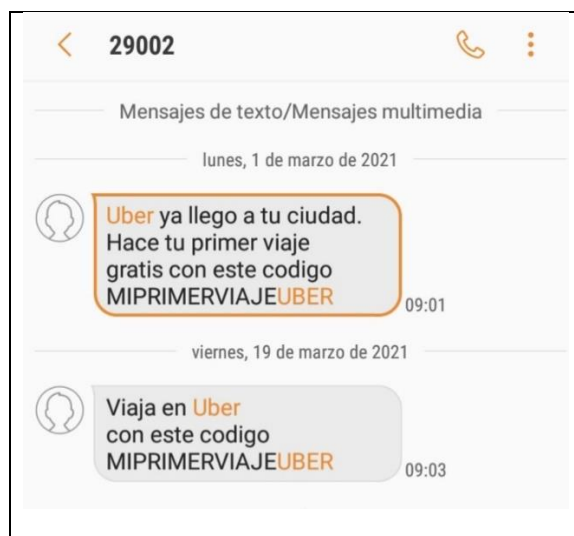 29002
Mensajes de texto/Mensajes multimedia
lunes, 1 de marzo de 2021
Uber ya llego a tu ciudad.
Hace tu primer viaje
gratis con este codigo
MIPRIMERVIAJEUBER
09:01
viernes, 19 de marzo de 2021
Viaja en Uber
con este codigo
MIPRIMERVIAJEUBER
09:03